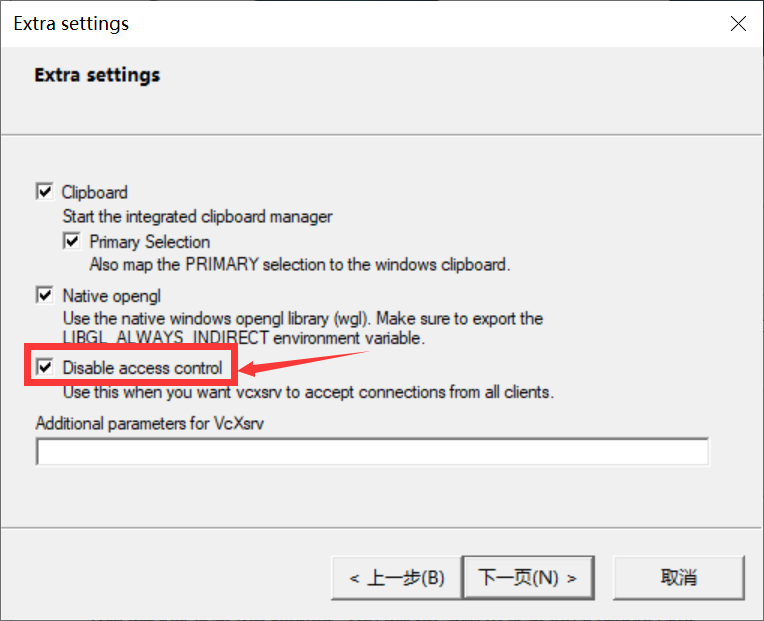 Extra settings
Extra settings
Clipboard
Start the integrated clipboard manager
Primary Selection
Also map the PRIMARY selection to the windows clipboard.
Native opengl
Use the native windows opengl library (wgl). Make sure to export the
LIBGL_ALWAYS_INDIRECT environment variable.
Disable access control
Use this when you want vcxsrv to accept connections from all clients.
Additional parameters for VcXsrv
< 上一步(B) 下一页(N) > 取消